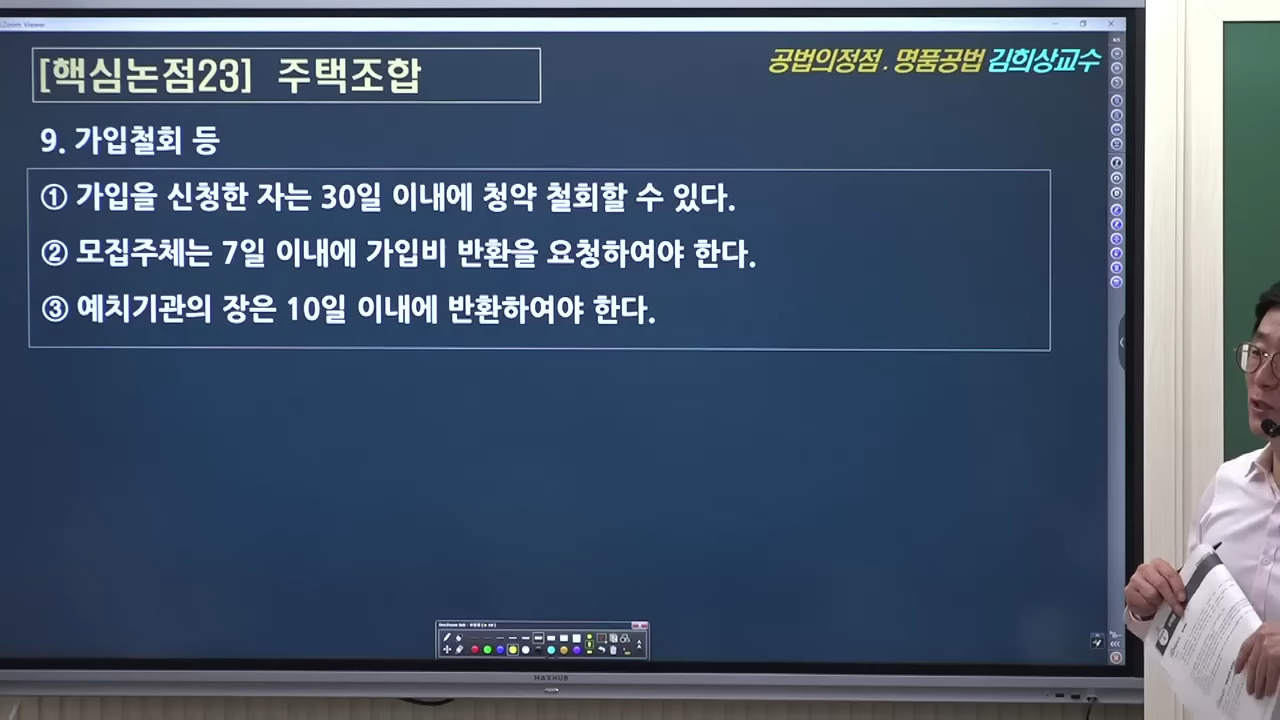 Zoom Viewer
[핵심논점23] 주택조합
공법의정점 . 명품공법 김희상교수
9. 가입철회 등
① 가입을 신청한 자는 30일 이내에 청약 철회할 수 있다.
② 모집주체는 7일 이내에 가입비 반환을 요청하여야 한다.
③ 예치기관의 장은 10일 이내에 반환하여야 한다.
MAXHUB